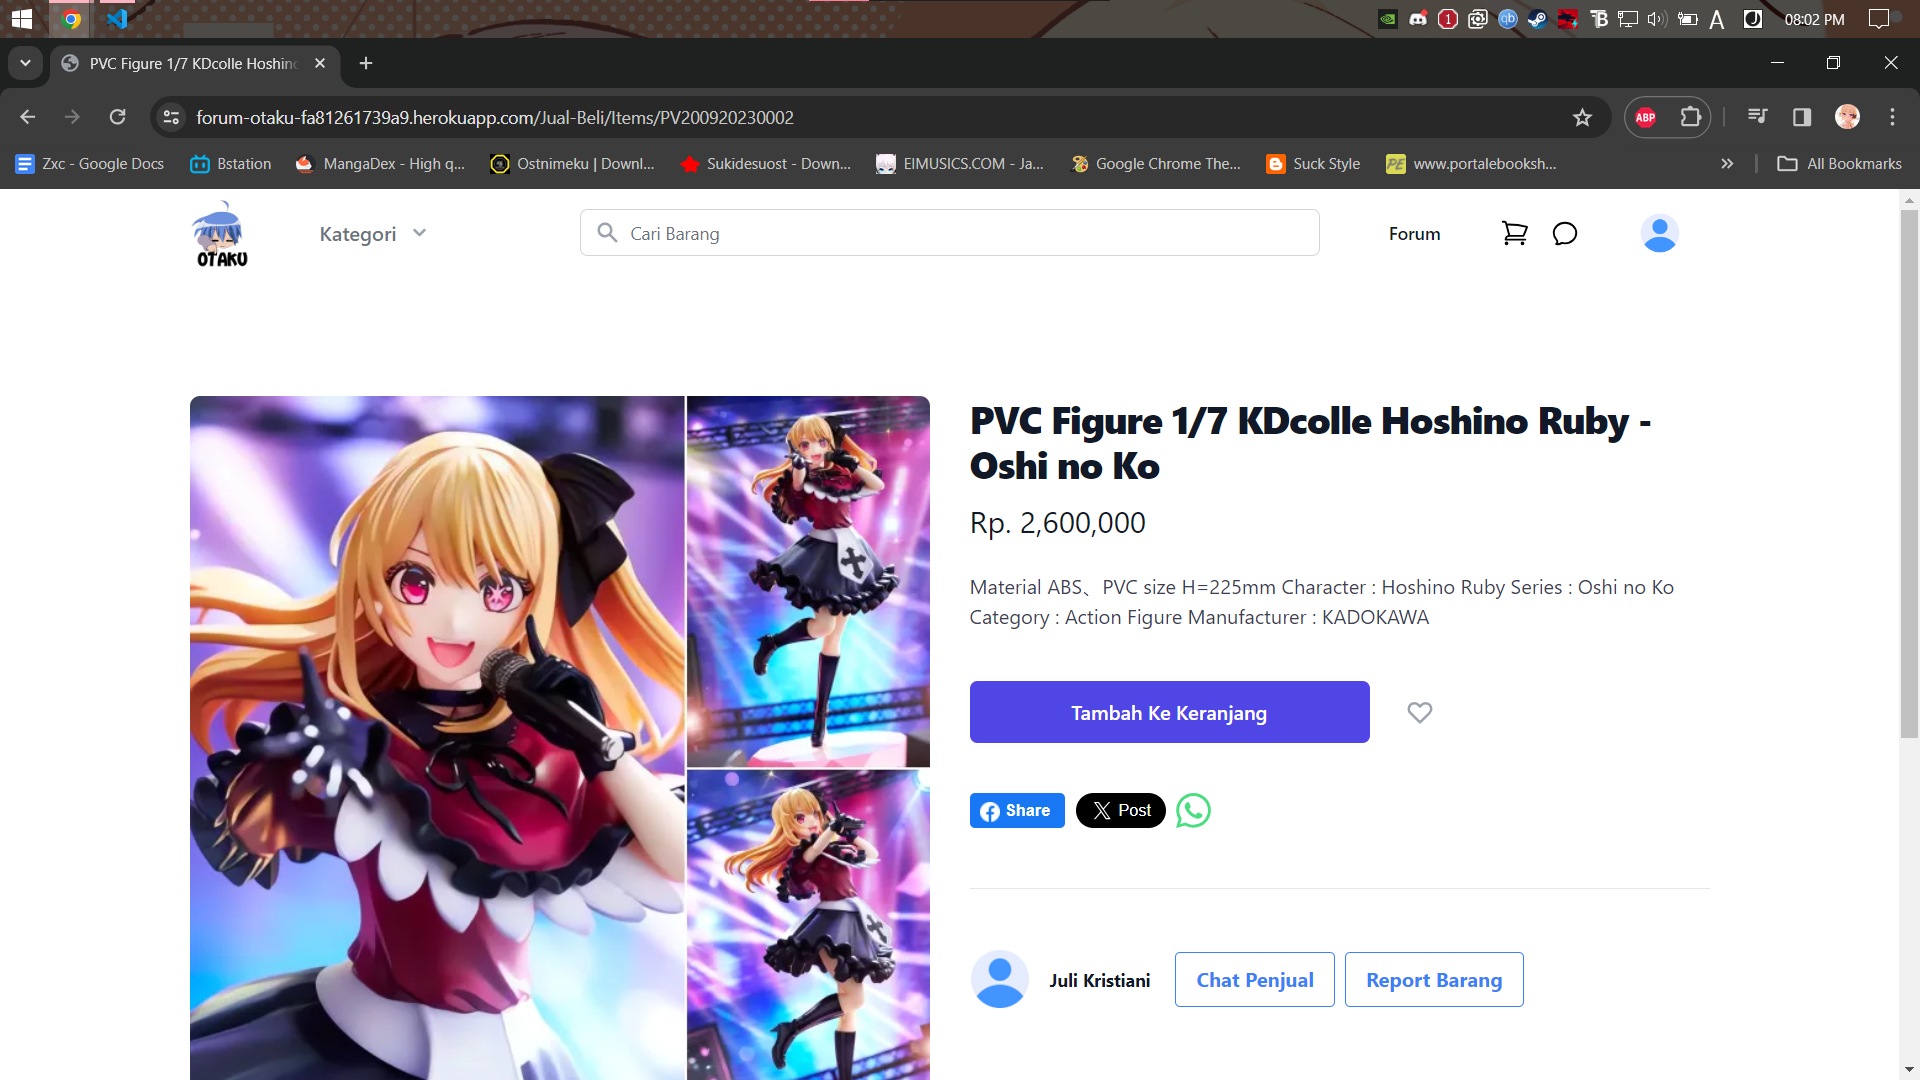 1
08:02 PM
PVC Figure 1/7 KDcolle Hoshino
forum-otaku-fa81261739a9.herokuapp.com/Jual-Beli/Items/PV200920230002
ABP
Zxc - Google Docs
Bstation
MangaDex - High q...
Ostnimeku | Downl...
Sukidesuost - Down...
EIMUSICS.COM - Ja...
Google Chrome The...
Suck Style
www.portalebooksh...
All Bookmarks
OTAKU
Kategori
Cari Barang
Forum
PVC Figure 1/7 KDcolle Hoshino Ruby -
Oshi no Ko
Rp. 2,600,000
Material ABS、PVC size H=225mm Character : Hoshino Ruby Series : Oshi no Ko
Category : Action Figure Manufacturer : KADOKAWA
Tambah Ke Keranjang
Share
Post
Juli Kristiani
Chat Penjual
Report Barang